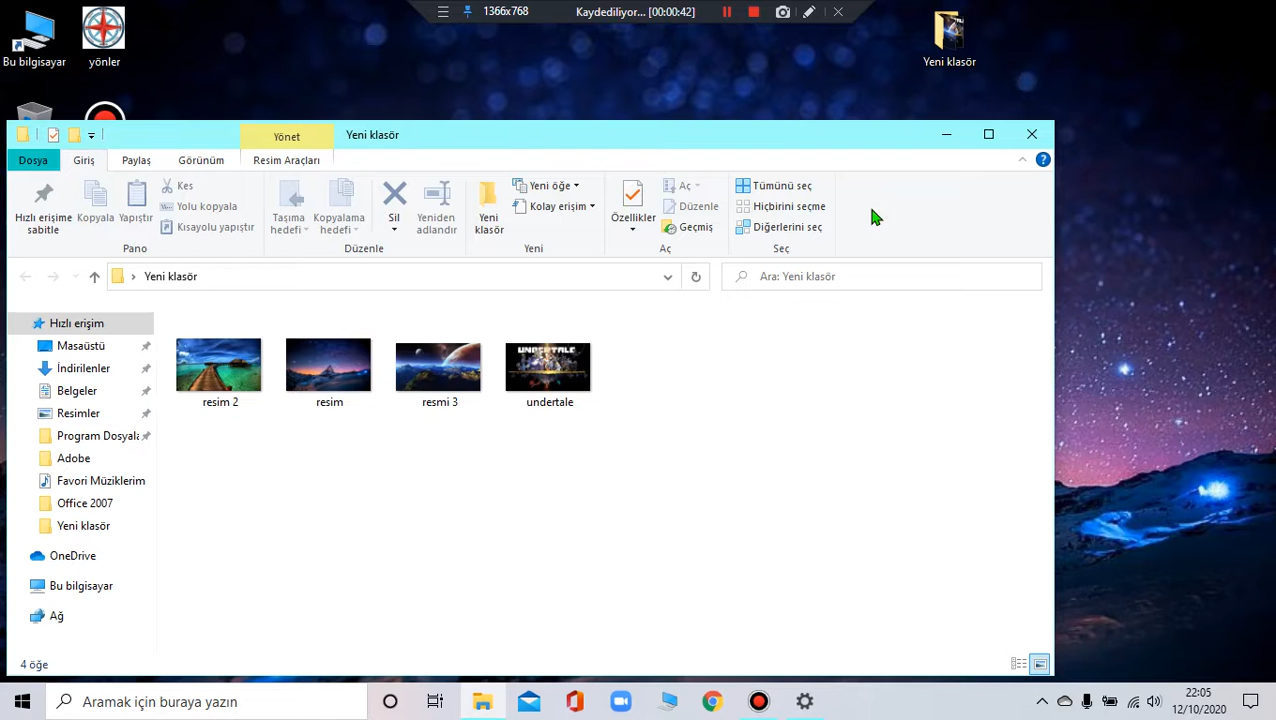 1366x768
Kaydediliyor... [00:00:42]
Bu bilgisayar
yönler
Yeni klasör
Yönet
Yeni klasör
Dosya
Giriş
Paylaş
Görünüm
Resim Araçları
Hızlı erişime sabitle
Kopyala
Yapıştır
Kes
Yolu kopyala
Kısayolu yapıştır
Pano
Taşıma hedefi
Kopyalama hedefi
Sil
Yeniden adlandır
Düzenle
Yeni klasör
Yeni öğe
Kolay erişim
Yeni
Özellikler
Aç
Düzenle
Geçmiş
Aç
Tümünü seç
Hiçbirini seçme
Diğerlerini seç
Seç
Yeni klasör
Ara: Yeni klasör
Hızlı erişim
Masaüstü
İndirilenler
Belgeler
Resimler
Program Dosyala
Adobe
Favori Müziklerim
Office 2007
Yeni klasör
OneDrive
Bu bilgisayar
Ağ
UNDERTALE
resim 2
resim
resmi 3
undertale
4 öğe
Aramak için buraya yazın
22:05
12/10/2020